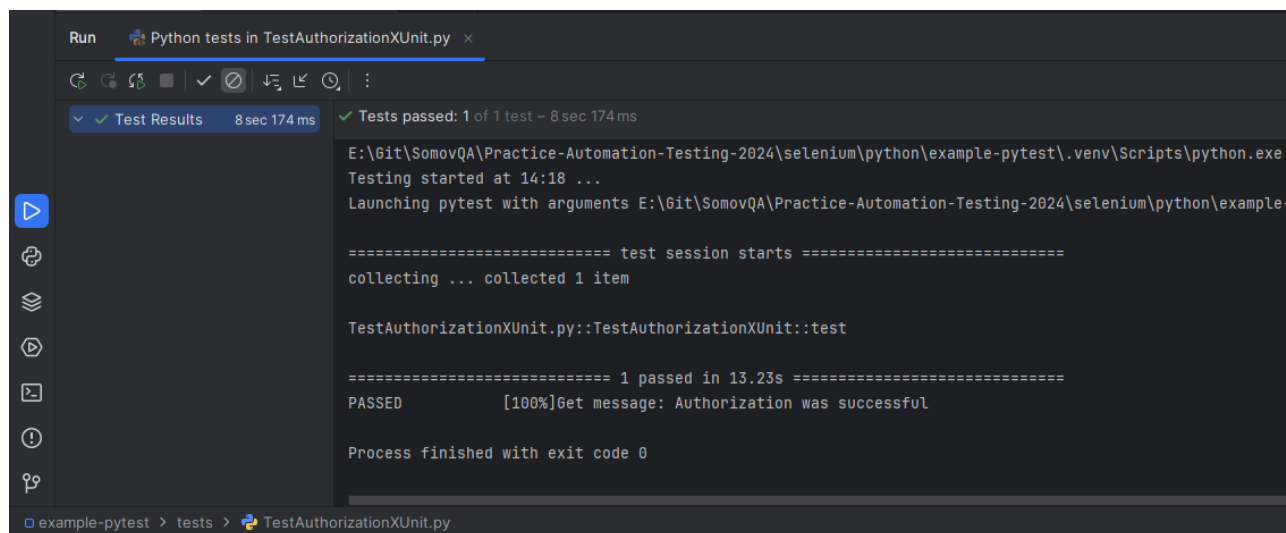 Run Python tests in TestAuthorizationXUnit.py ×
Test Results 8 sec 174 ms
Tests passed: 1 of 1 test – 8 sec 174 ms
E:\Git\SomovQA\Practice-Automation-Testing-2024\selenium\python\example-pytest\.venv\Scripts\python.exe
Testing started at 14:18 ...
Launching pytest with arguments E:\Git\SomovQA\Practice-Automation-Testing-2024\selenium\python\example-
============================= test session starts =============================
collecting ... collected 1 item
TestAuthorizationXUnit.py::TestAuthorizationXUnit::test
============================= 1 passed in 13.23s ==============================
PASSED [100%]Get message: Authorization was successful
Process finished with exit code 0
example-pytest > tests > TestAuthorizationXUnit.py